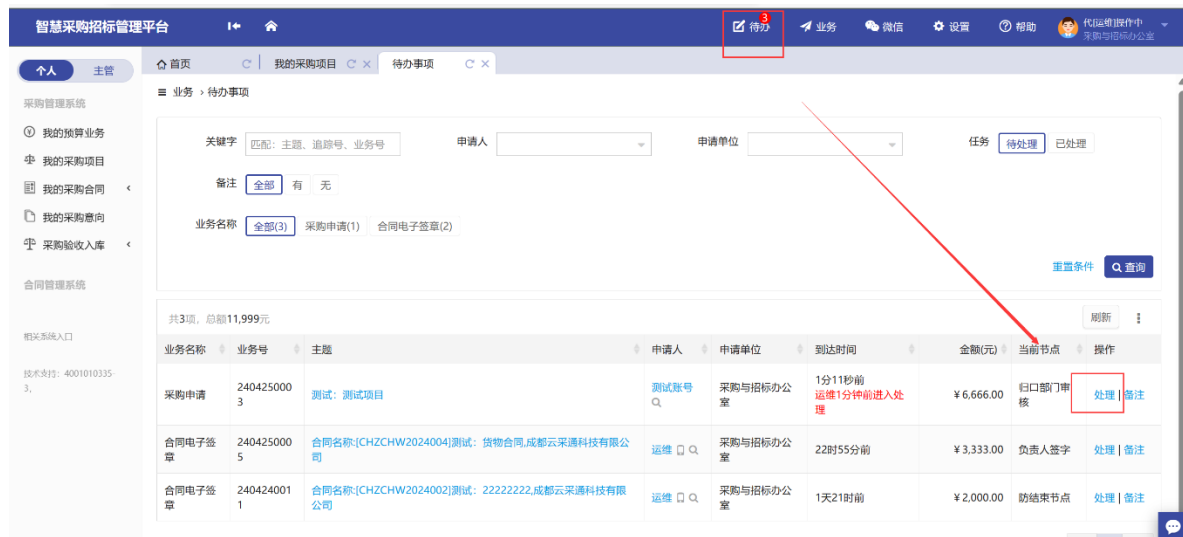 智慧采购招标管理平台
3
待办 业务 微信 设置 帮助 代[运维]操作中
采购与招标办公室
个人 主管
首页 我的采购项目 待办事项
业务 › 待办事项
采购管理系统
我的预算业务
我的采购项目
我的采购合同
我的采购意向
采购验收入库
合同管理系统
相关系统入口
技术支持：4001010335-
3,
关键字 匹配：主题、追踪号、业务号 申请人 申请单位 任务 待处理 已处理
备注 全部 有 无
业务名称 全部(3) 采购申请(1) 合同电子签章(2)
重置条件 查询
共3项，总额11,999元
刷新
业务名称 业务号 主题 申请人 申请单位 到达时间 金额(元) 当前节点 操作
采购申请 240425000
3 测试：测试项目 测试账号 采购与招标办公
室 1分11秒前
运维1分钟前进入处
理 ¥6,666.00 归口部门审
核 处理 | 备注
合同电子签
章 240425000
5 合同名称:[CHZCHW2024004]测试：货物合同,成都云采通科技有限公
司 运维 采购与招标办公
室 22时55分前 ¥3,333.00 负责人签字 处理 | 备注
合同电子签
章 240424001
1 合同名称:[CHZCHW2024002]测试：22222222,成都云采通科技有限
公司 运维 采购与招标办公
室 1天21时前 ¥2,000.00 防结束节点 处理 | 备注